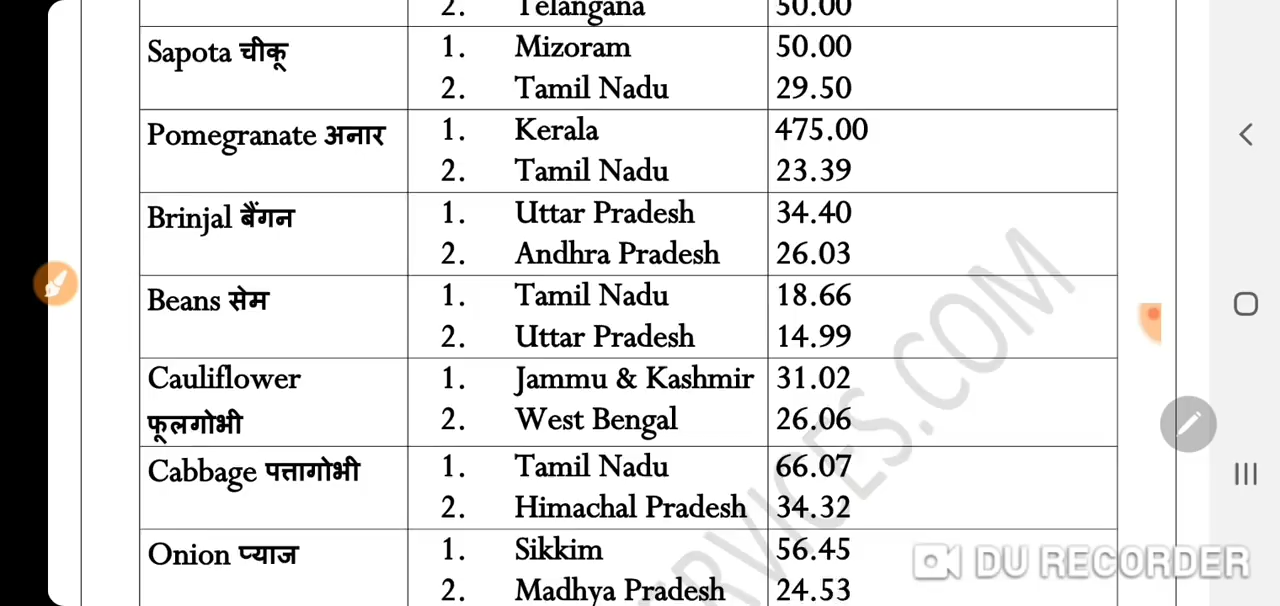 2. Telangana 50.00
Sapota चीकू 1. Mizoram 50.00
2. Tamil Nadu 29.50
Pomegranate अनार 1. Kerala 475.00
2. Tamil Nadu 23.39
Brinjal बैंगन 1. Uttar Pradesh 34.40
2. Andhra Pradesh 26.03
Beans सेम 1. Tamil Nadu 18.66
2. Uttar Pradesh 14.99
Cauliflower 1. Jammu & Kashmir 31.02
फूलगोभी 2. West Bengal 26.06
Cabbage पत्तागोभी 1. Tamil Nadu 66.07
2. Himachal Pradesh 34.32
Onion प्याज 1. Sikkim 56.45
2. Madhya Pradesh 24.53
RVICES.COM
DU RECORDER